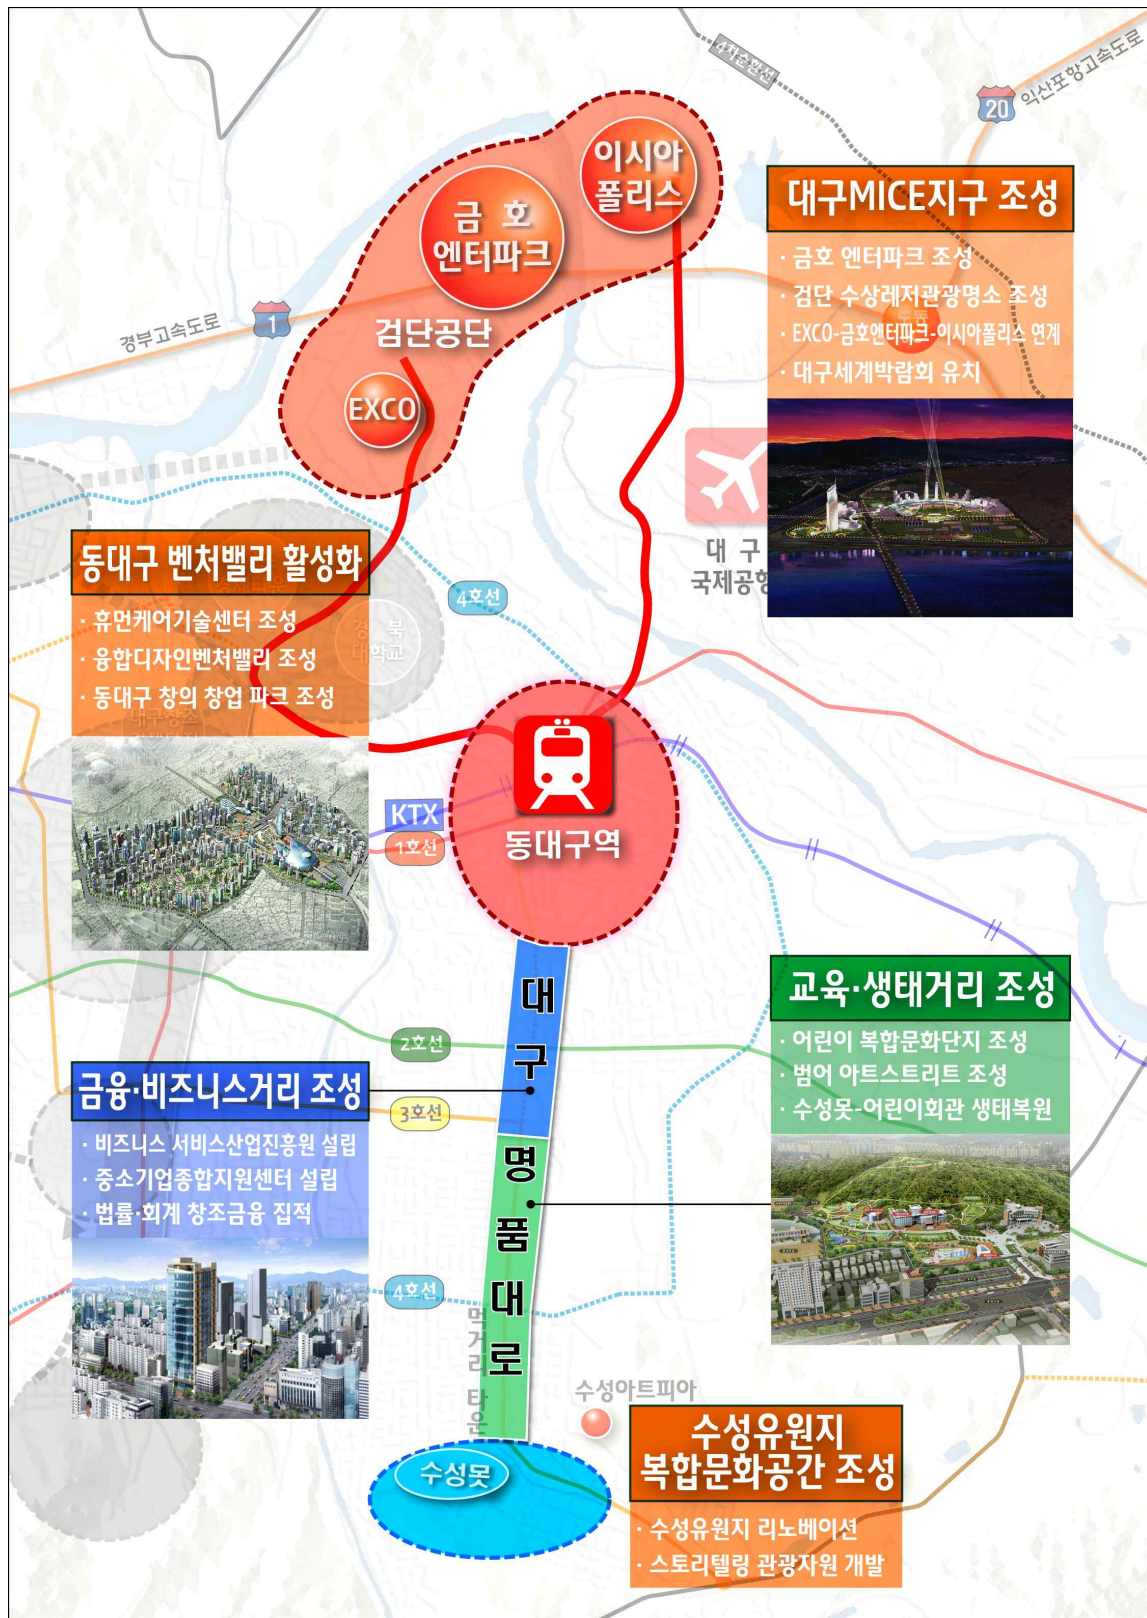 4차순환선
20
익산포항고속도로
이시아
폴리스
금 호
엔터파크
대구MICE지구 조성
· 금호 엔터파크 조성
· 검단 수상레저관광명소 조성
· EXCO-금호엔터파크-이시아폴리스 연계
· 대구세계박람회 유치
경부고속도로
1
검단공단
EXCO
대 구
국제공항
동대구 벤처밸리 활성화
· 휴먼케어기술센터 조성
· 융합디자인벤처밸리 조성
· 동대구 창의 창업 파크 조성
4호선
경 북
대학교
KTX
1호선
동대구역
대구명품대로
2호선
3호선
4호선
교육·생태거리 조성
· 어린이 복합문화단지 조성
· 범어 아트스트리트 조성
· 수성못-어린이회관 생태복원
금융·비즈니스거리 조성
· 비즈니스 서비스산업진흥원 설립
· 중소기업종합지원센터 설립
· 법률·회계 창조금융 집적
먹거리 타운
수성아트피아
수성못
수성유원지
복합문화공간 조성
· 수성유원지 리노베이션
· 스토리텔링 관광자원 개발